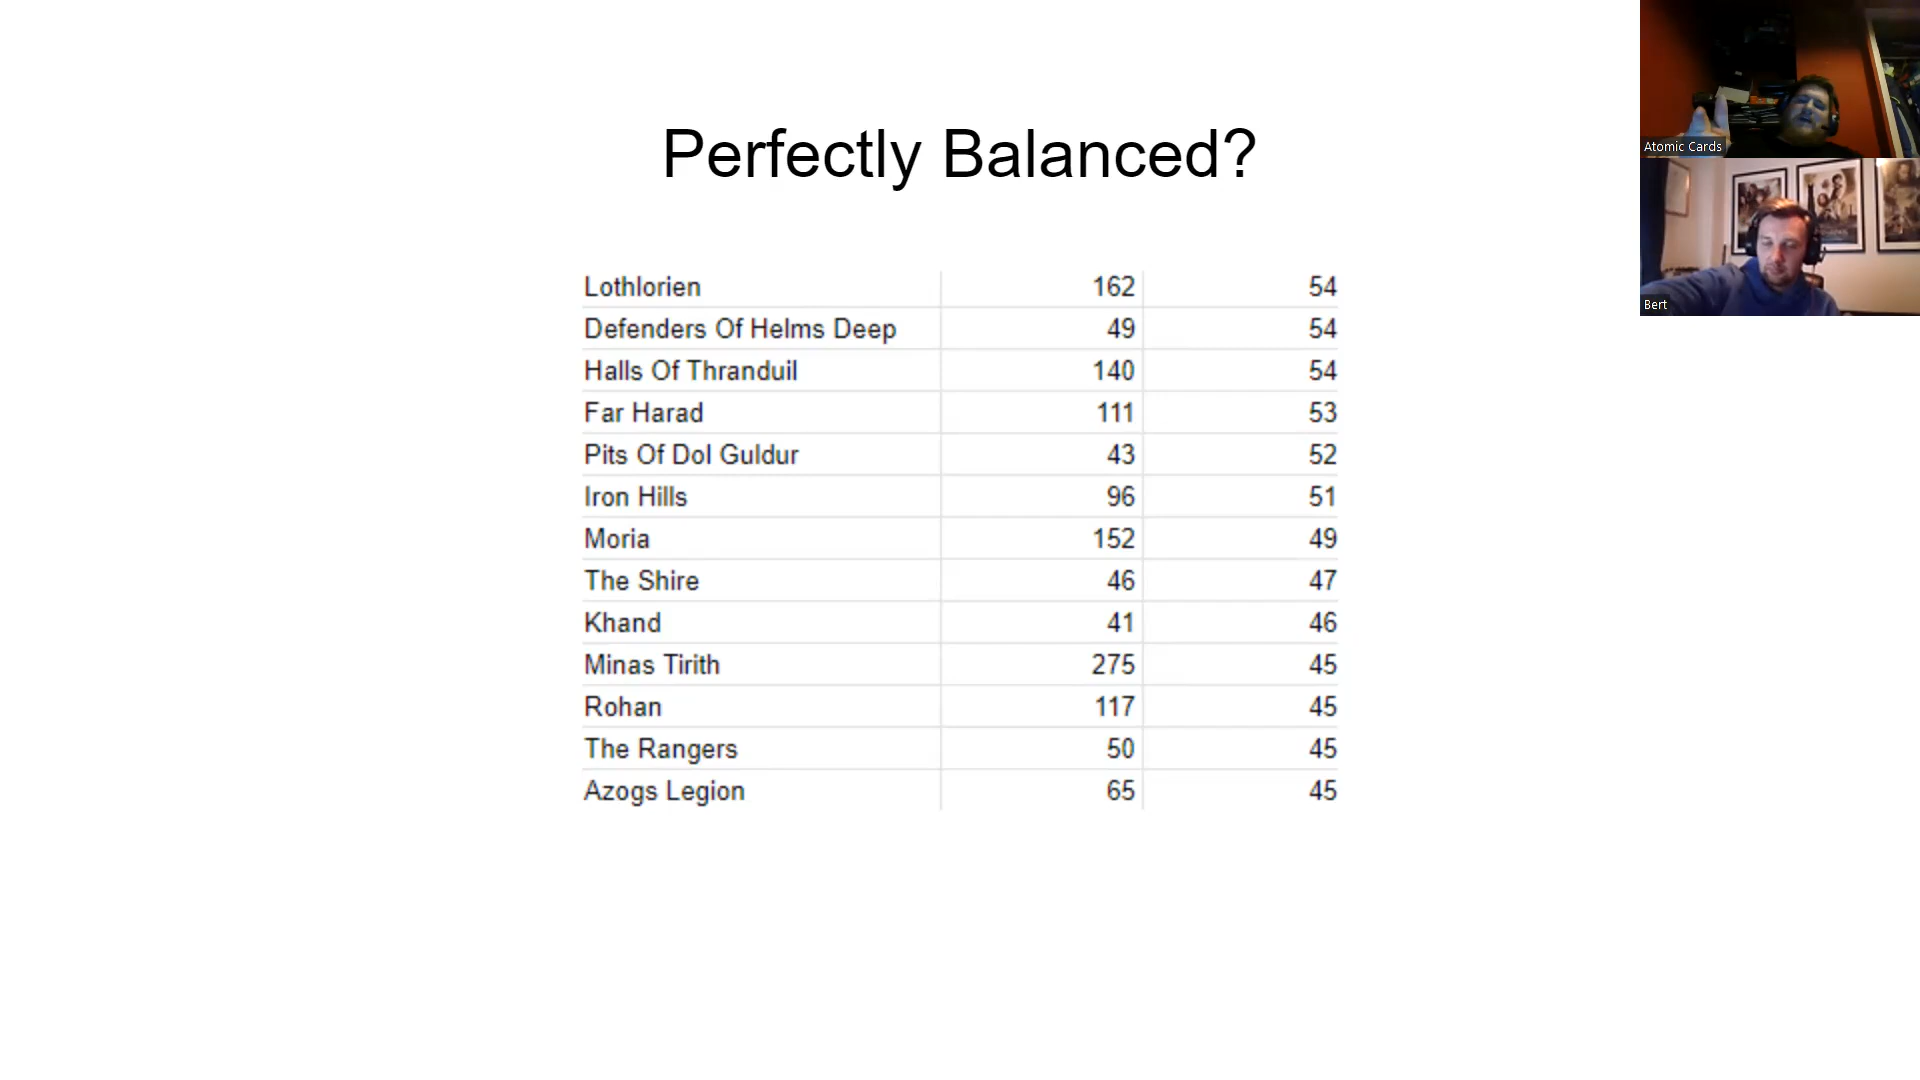 Perfectly Balanced?
Lothlorien 162 54
Defenders Of Helms Deep 49 54
Halls Of Thranduil 140 54
Far Harad 111 53
Pits Of Dol Guldur 43 52
Iron Hills 96 51
Moria 152 49
The Shire 46 47
Khand 41 46
Minas Tirith 275 45
Rohan 117 45
The Rangers 50 45
Azogs Legion 65 45
Atomic Cards
Bert